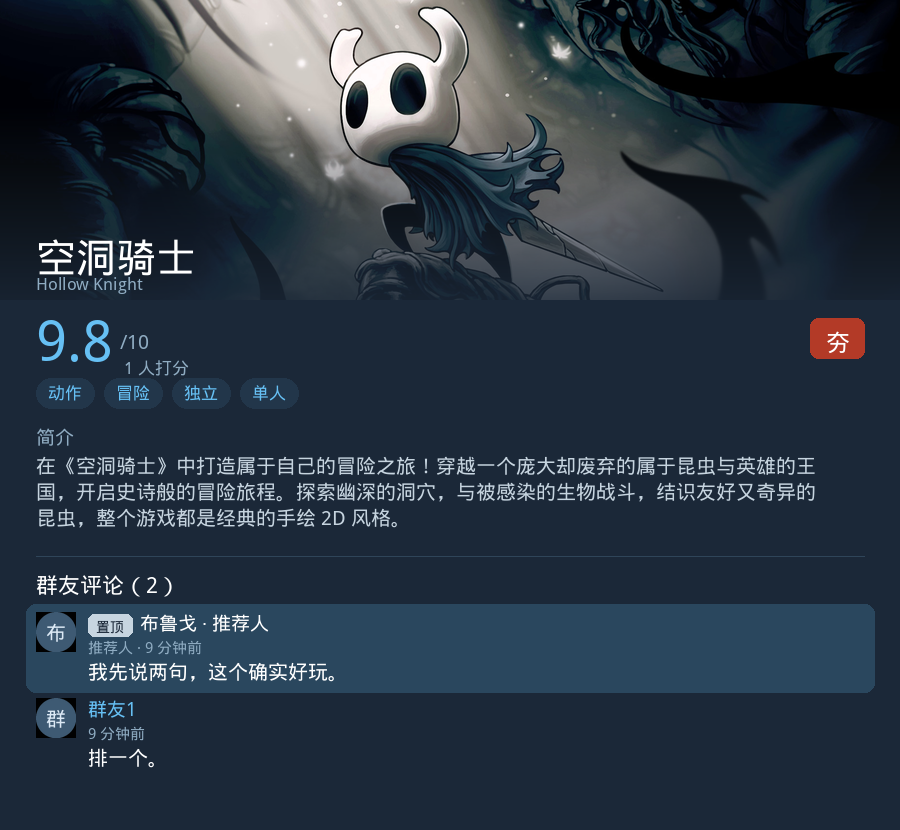 空洞骑士
Hollow Knight
9.8 /10
1 人打分
夯
动作 冒险 独立 单人
简介
在《空洞骑士》中打造属于自己的冒险之旅！穿越一个庞大却废弃的属于昆虫与英雄的王
国，开启史诗般的冒险旅程。探索幽深的洞穴，与被感染的生物战斗，结识友好又奇异的
昆虫，整个游戏都是经典的手绘 2D 风格。
群友评论（2）
布 置顶 布鲁戈 · 推荐人
推荐人 · 9 分钟前
我先说两句，这个确实好玩。
群 群友1
9 分钟前
排一个。